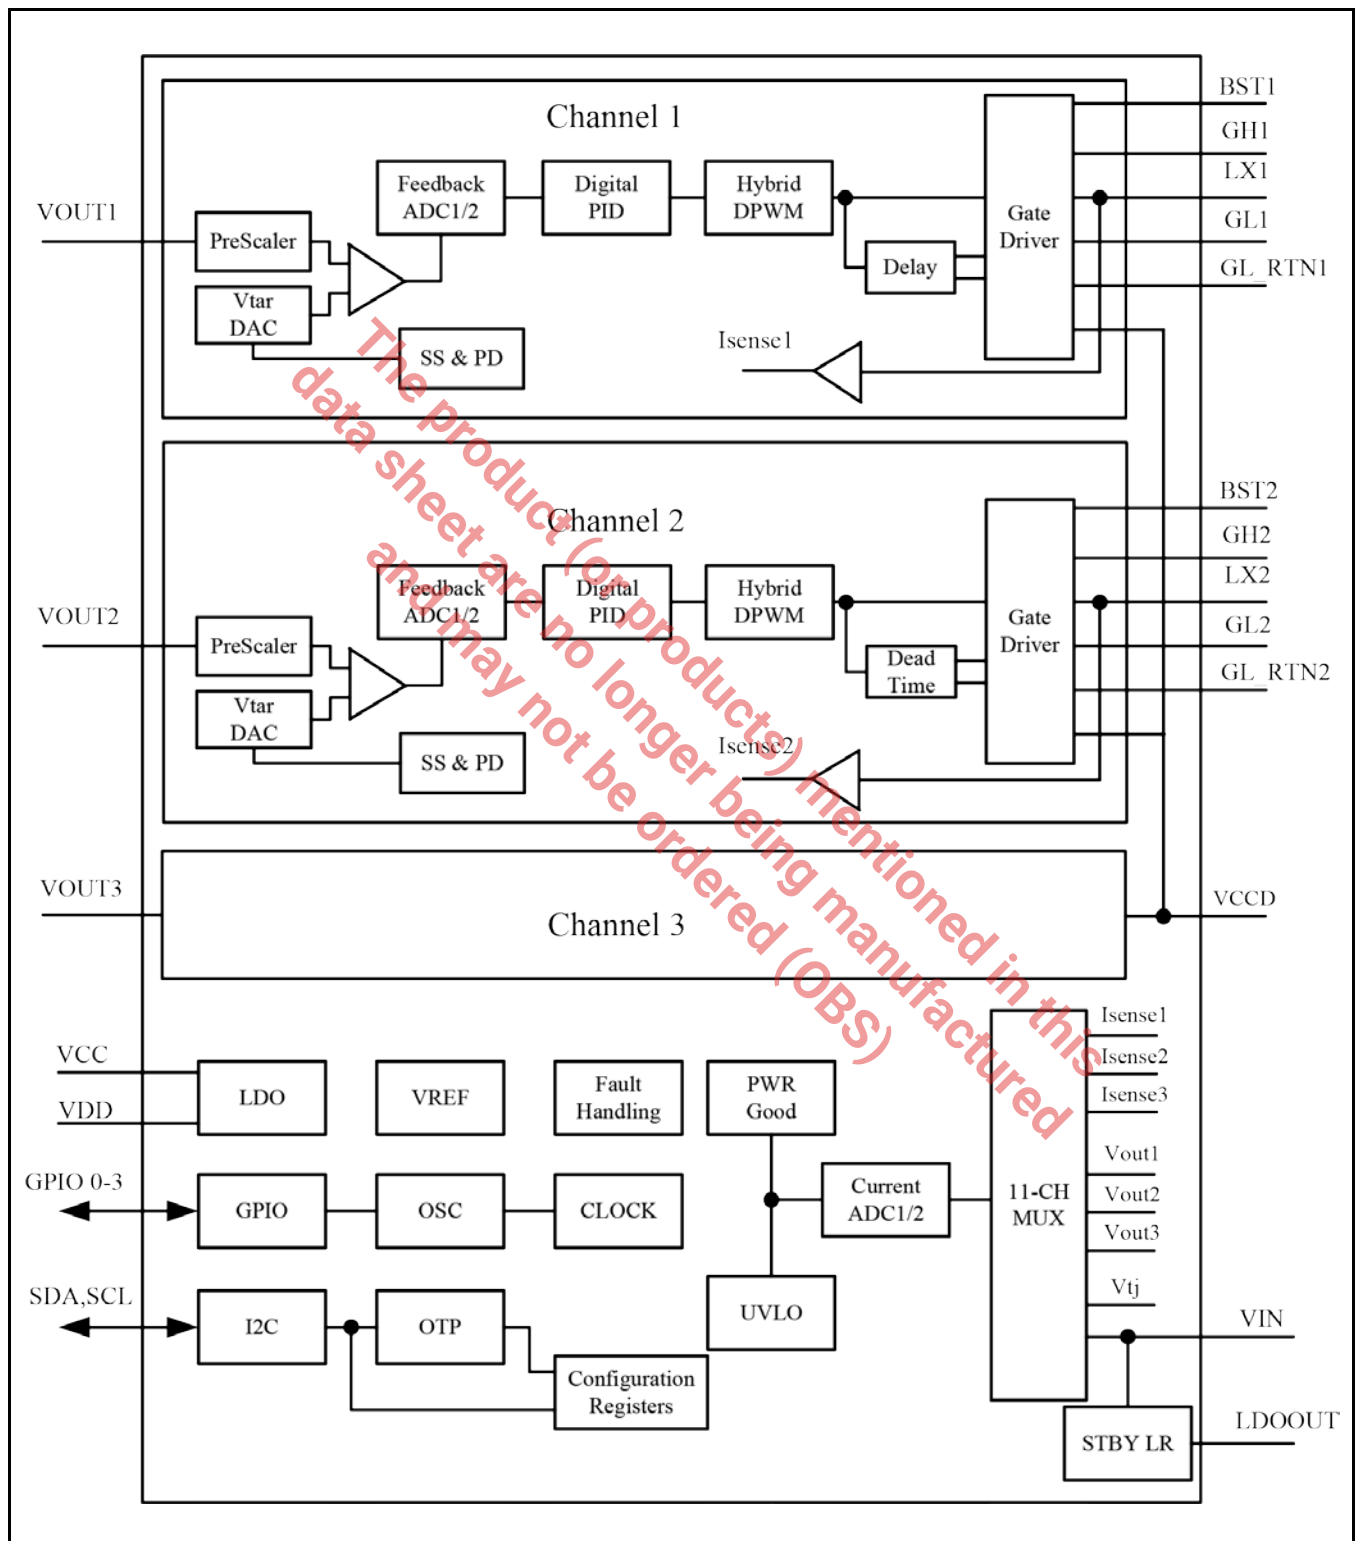 Channel 1
BST1
GH1
LX1
GL1
GL_RTN1
VOUT1
PreScaler
Vtar
DAC
Feedback
ADC1/2
Digital
PID
Hybrid
DPWM
Delay
Gate
Driver
SS & PD
Isense1
Channel 2
BST2
GH2
LX2
GL2
GL_RTN2
VOUT2
PreScaler
Vtar
DAC
Feedback
ADC1/2
Digital
PID
Hybrid
DPWM
Dead
Time
Gate
Driver
SS & PD
Isense2
VOUT3
Channel 3
VCCD
The product (or products) mentioned in this
data sheet are no longer being manufactured
and may not be ordered (OBS)
VCC
VDD
LDO
VREF
Fault
Handling
PWR
Good
GPIO 0-3
GPIO
OSC
CLOCK
Current
ADC1/2
11-CH
MUX
Isense1
Isense2
Isense3
Vout1
Vout2
Vout3
Vtj
SDA,SCL
I2C
OTP
Configuration
Registers
UVLO
VIN
STBY LR
LDOOUT